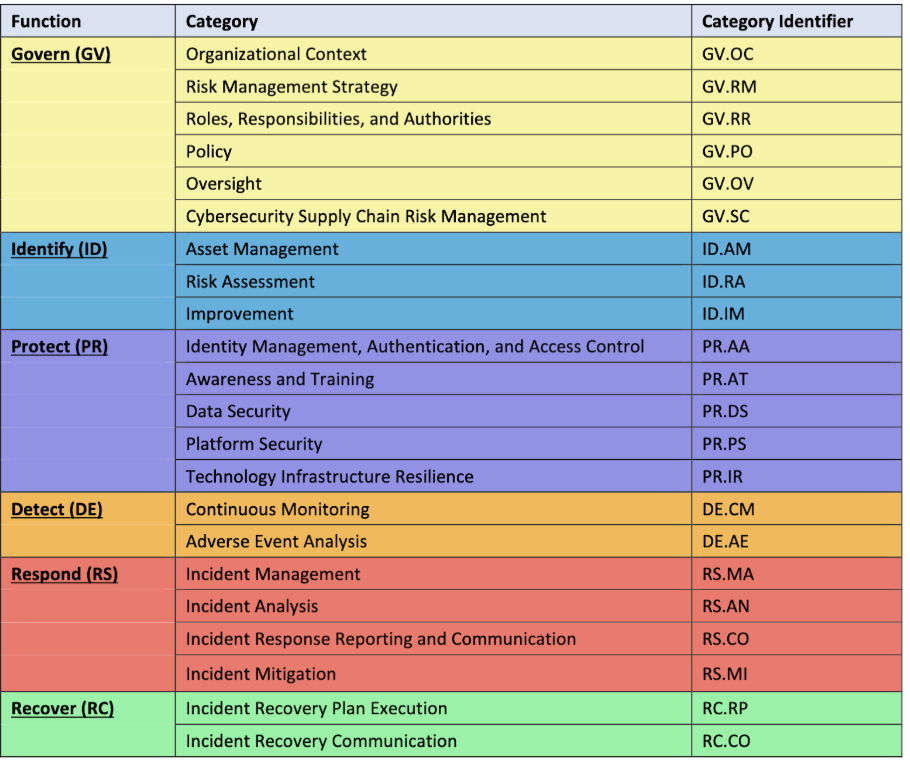 Function Category Category Identifier
Govern (GV) Organizational Context GV.OC
Risk Management Strategy GV.RM
Roles, Responsibilities, and Authorities GV.RR
Policy GV.PO
Oversight GV.OV
Cybersecurity Supply Chain Risk Management GV.SC
Identify (ID) Asset Management ID.AM
Risk Assessment ID.RA
Improvement ID.IM
Protect (PR) Identity Management, Authentication, and Access Control PR.AA
Awareness and Training PR.AT
Data Security PR.DS
Platform Security PR.PS
Technology Infrastructure Resilience PR.IR
Detect (DE) Continuous Monitoring DE.CM
Adverse Event Analysis DE.AE
Respond (RS) Incident Management RS.MA
Incident Analysis RS.AN
Incident Response Reporting and Communication RS.CO
Incident Mitigation RS.MI
Recover (RC) Incident Recovery Plan Execution RC.RP
Incident Recovery Communication RC.CO